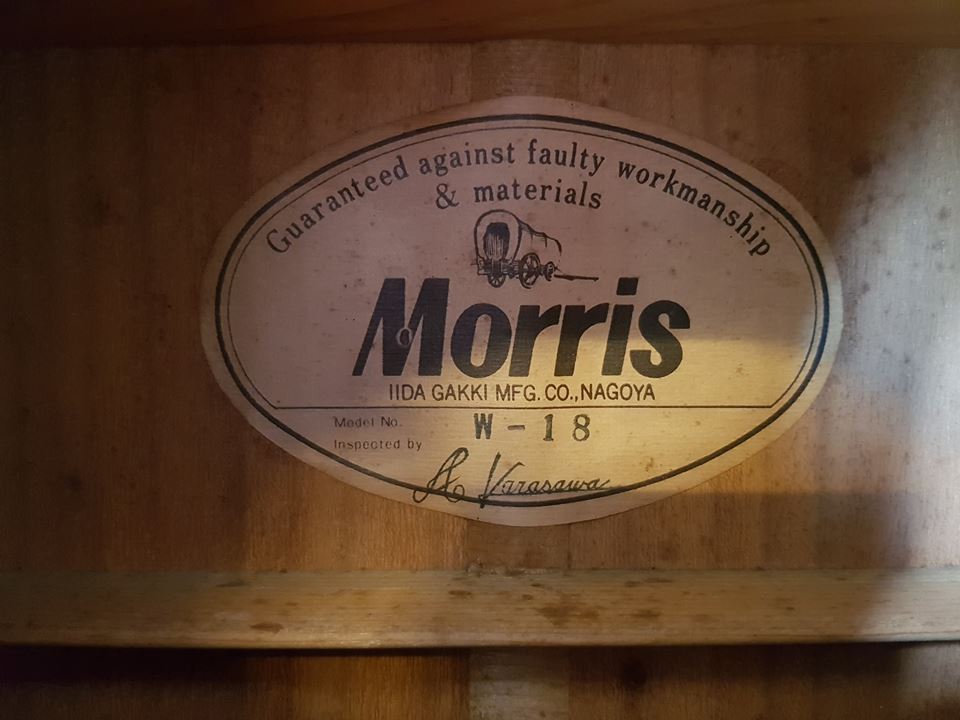 Guaranteed against faulty workmanship
& materials
Morris
IIDA GAKKI MFG. CO., NAGOYA
Model No. W-18
Inspected by
Karasawa